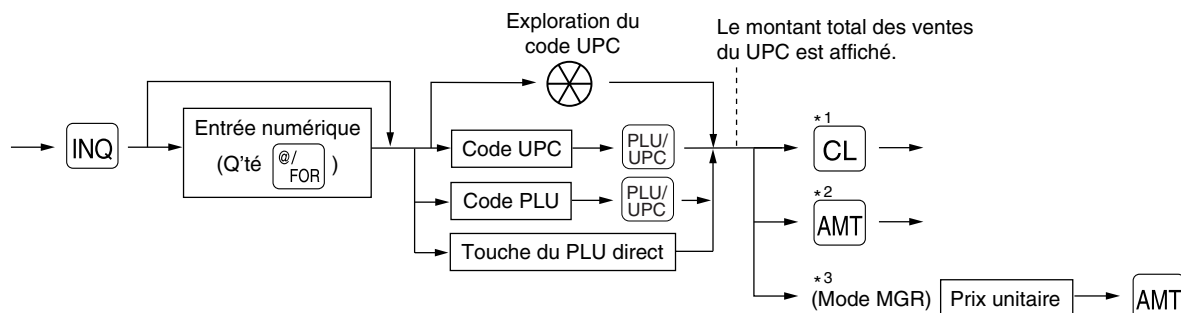 Exploration du
code UPC
Le montant total des ventes
du UPC est affiché.
INQ
Entrée numérique
(Q'té @/FOR )
Code UPC
PLU/
UPC
Code PLU
PLU/
UPC
Touche du PLU direct
*1
CL
*2
AMT
*3
(Mode MGR) Prix unitaire AMT